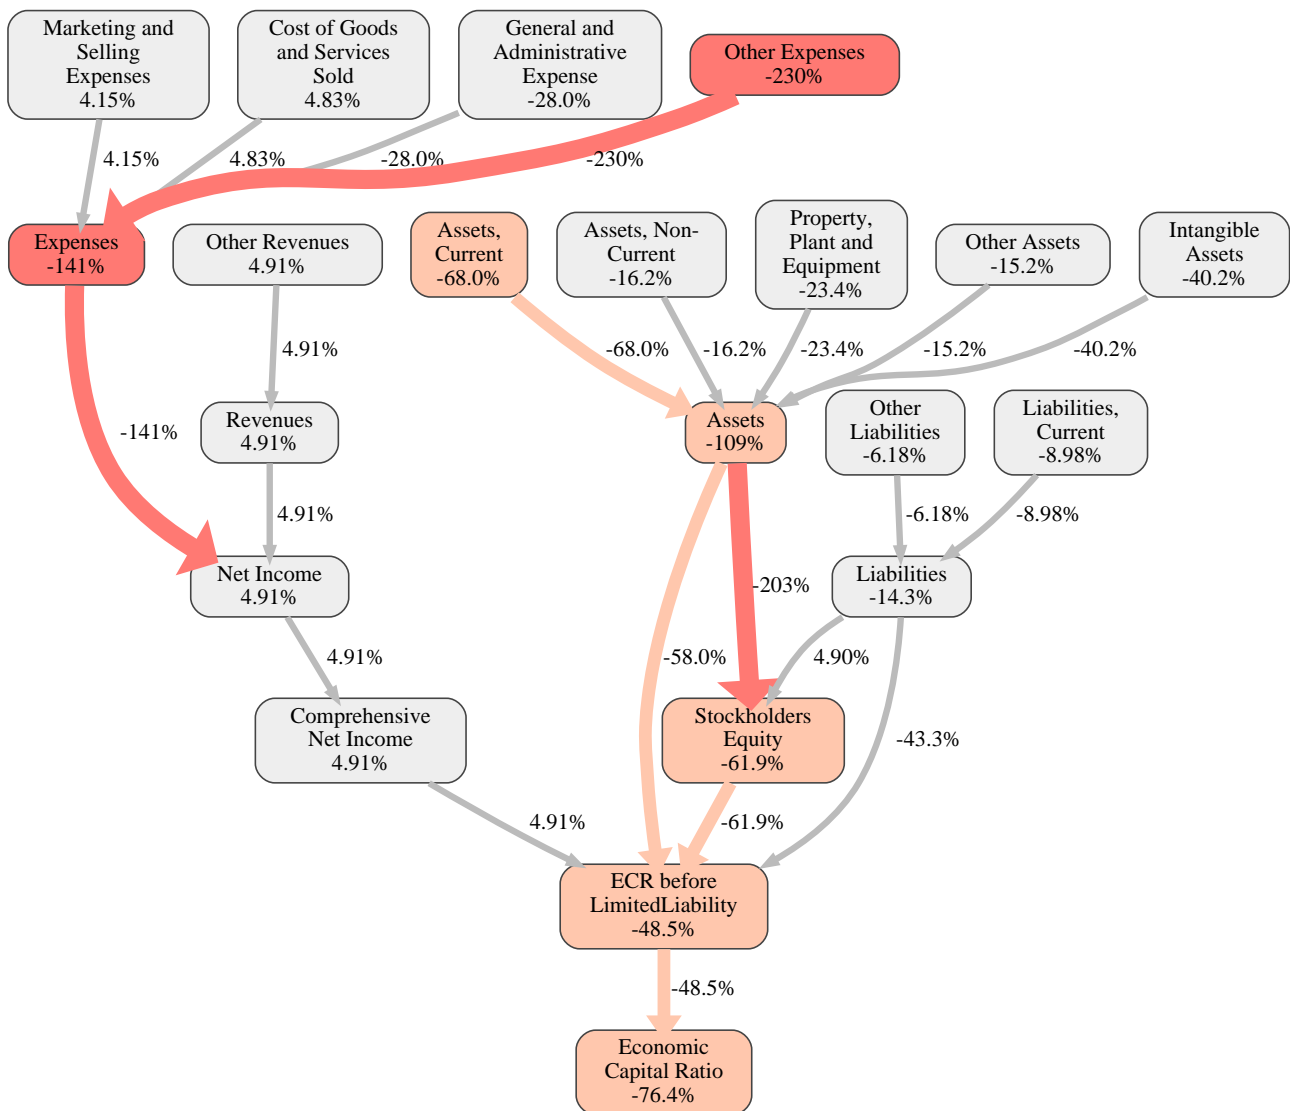 Marketing and
Selling
Expenses
4.15%
Cost of Goods
and Services
Sold
4.83%
General and
Administrative
Expense
-28.0%
Other Expenses
-230%
4.15%
4.83%
-28.0%
-230%
Expenses
-141%
Other Revenues
4.91%
Assets,
Current
-68.0%
Assets, Non-
Current
-16.2%
Property,
Plant and
Equipment
-23.4%
Other Assets
-15.2%
Intangible
Assets
-40.2%
4.91%
-68.0%
-16.2%
-23.4%
-15.2%
-40.2%
-141%
Revenues
4.91%
Assets
-109%
Other
Liabilities
-6.18%
Liabilities,
Current
-8.98%
4.91%
-6.18%
-8.98%
Net Income
4.91%
-203%
Liabilities
-14.3%
4.91%
-58.0%
4.90%
-43.3%
Comprehensive
Net Income
4.91%
Stockholders
Equity
-61.9%
4.91%
-61.9%
ECR before
LimitedLiability
-48.5%
-48.5%
Economic
Capital Ratio
-76.4%